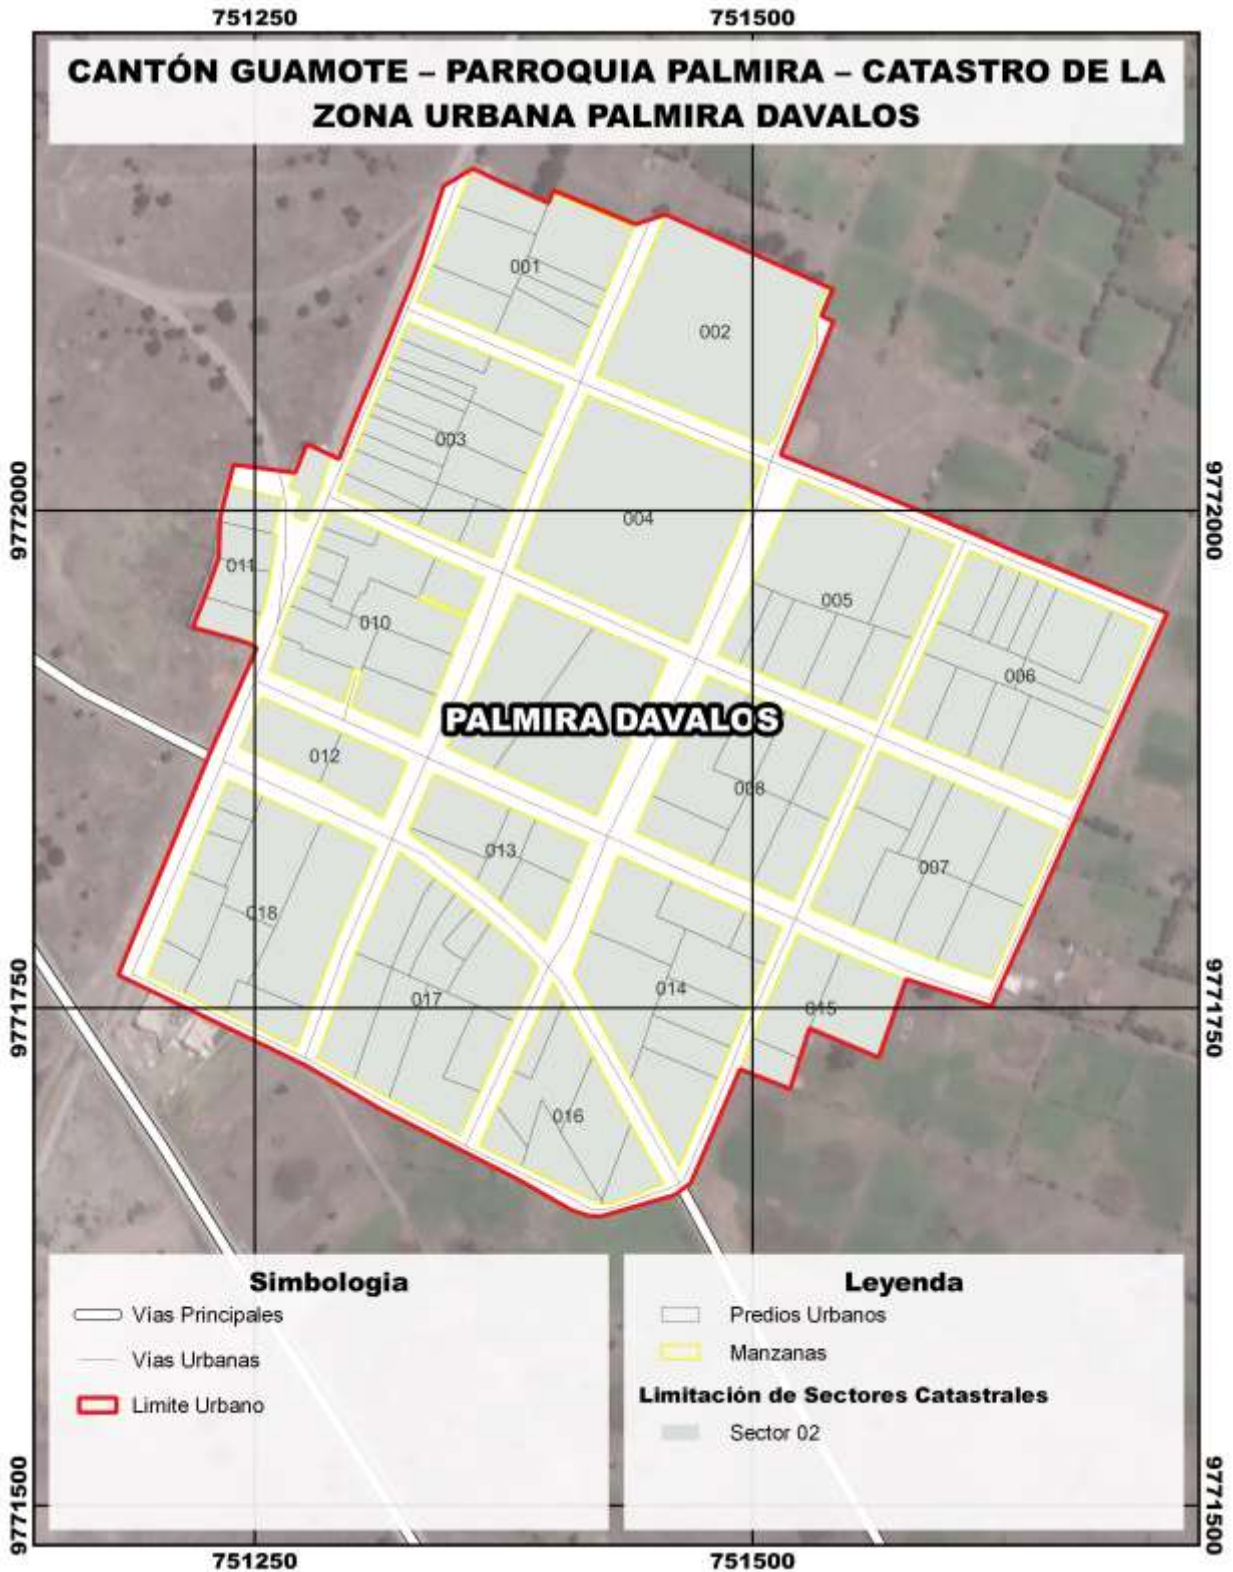 751250 751500
CANTÓN GUAMOTE – PARROQUIA PALMIRA – CATASTRO DE LA
ZONA URBANA PALMIRA DAVALOS
001
002
003
9772000 9772000
004
011
005
010
006
PALMIRA DAVALOS
012
008
013
007
018
014
017
015
9771750 9771750
016
Simbologia
Vias Principales
Vias Urbanas
Limite Urbano
Leyenda
Predios Urbanos
Manzanas
Limitación de Sectores Catastrales
Sector 02
9771500 9771500
751250 751500